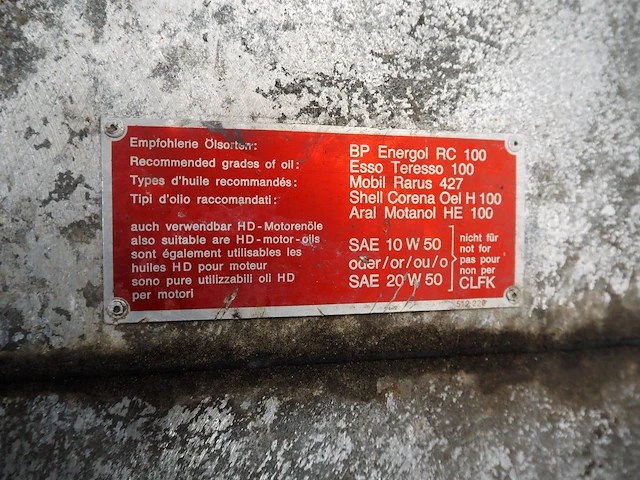 Empfohlene Ölsorten:
Recommended grades of oil:
Types d'huile recommandés:
Tipi d'olio raccomandati:
BP Energol RC 100
Esso Teresso 100
Mobil Rarus 427
Shell Corena Oel H 100
Aral Motanol HE 100
auch verwendbar HD-Motorenöle
also suitable are HD-motor-oils
sont également utilisables les
huiles HD pour moteur
sono pure utilizzabili oli HD
per motori
SAE 10 W 50
oder/or/ou/o
SAE 20 W 50
nicht für
not for
pas pour
non per
CLFK